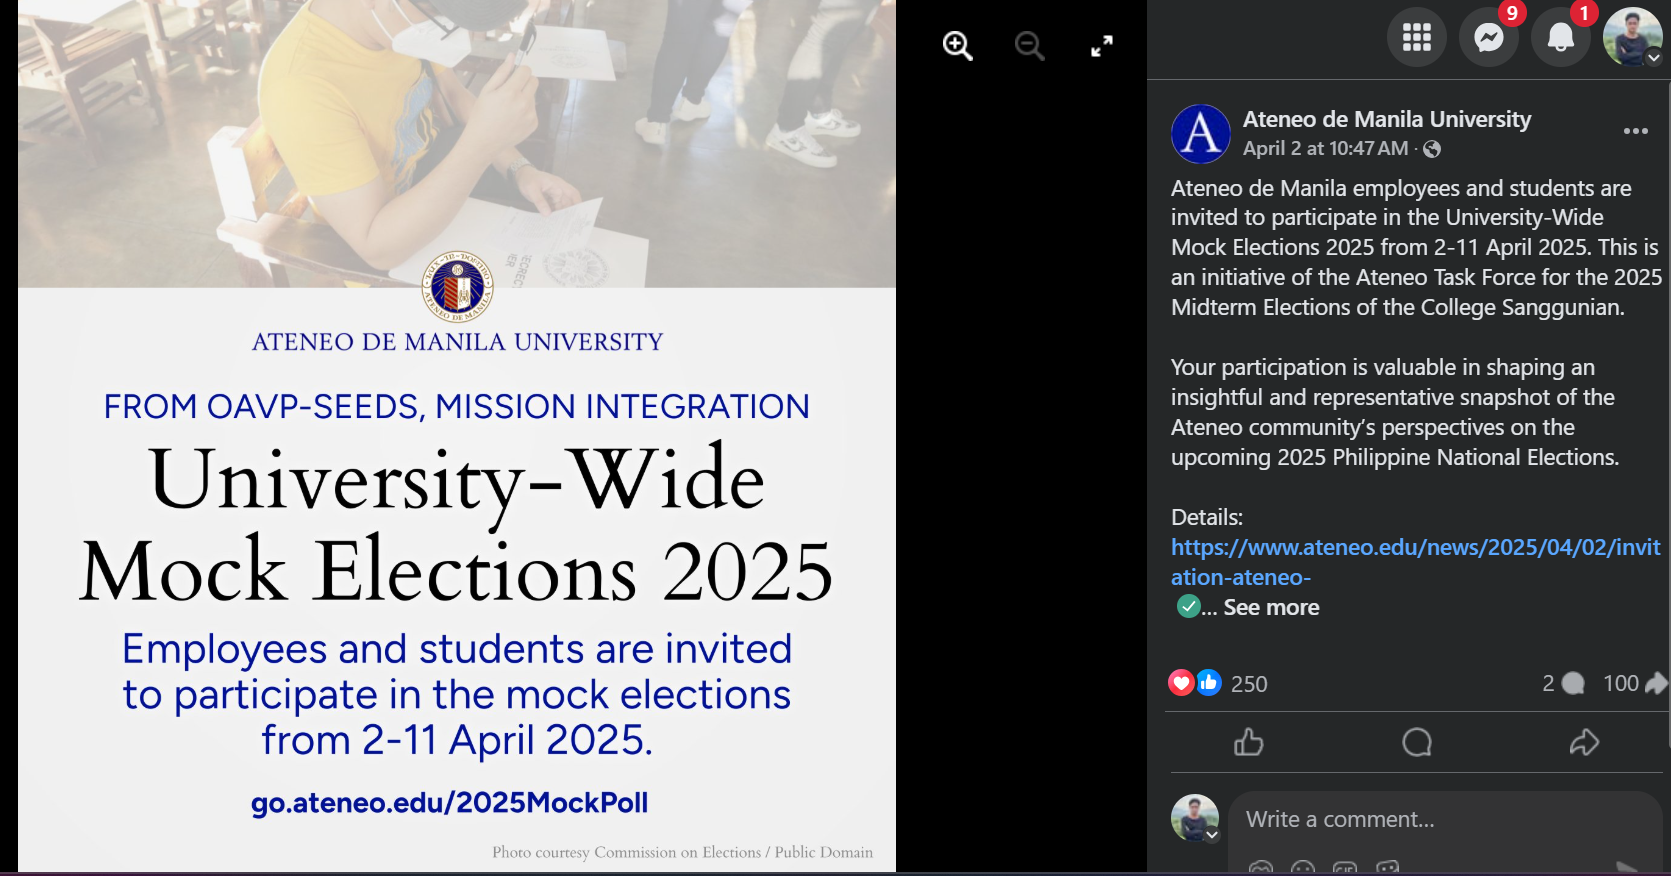 ATENEO DE MANILA UNIVERSITY
FROM OAVP-SEEDS, MISSION INTEGRATION
University-Wide
Mock Elections 2025
Employees and students are invited
to participate in the mock elections
from 2-11 April 2025.
go.ateneo.edu/2025MockPoll
Photo courtesy Commission on Elections / Public Domain
9
1
A
Ateneo de Manila University
April 2 at 10:47 AM ·
Ateneo de Manila employees and students are
invited to participate in the University-Wide
Mock Elections 2025 from 2-11 April 2025. This is
an initiative of the Ateneo Task Force for the 2025
Midterm Elections of the College Sanggunian.
Your participation is valuable in shaping an
insightful and representative snapshot of the
Ateneo community’s perspectives on the
upcoming 2025 Philippine National Elections.
Details:
https://www.ateneo.edu/news/2025/04/02/invit
ation-ateneo-
✅... See more
250
2
100
Write a comment...
GIF